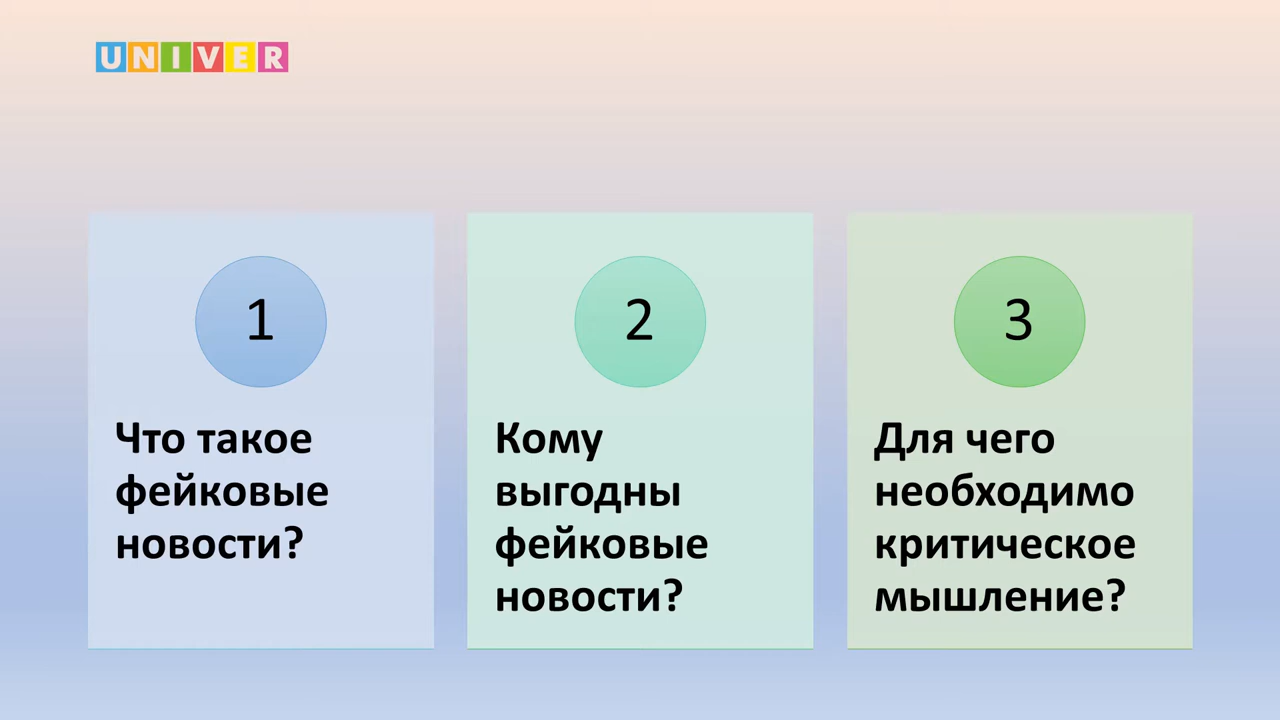 UNIVER
1
Что такое
фейковые
новости?
2
Кому
выгодны
фейковые
новости?
3
Для чего
необходимо
критическое
мышление?